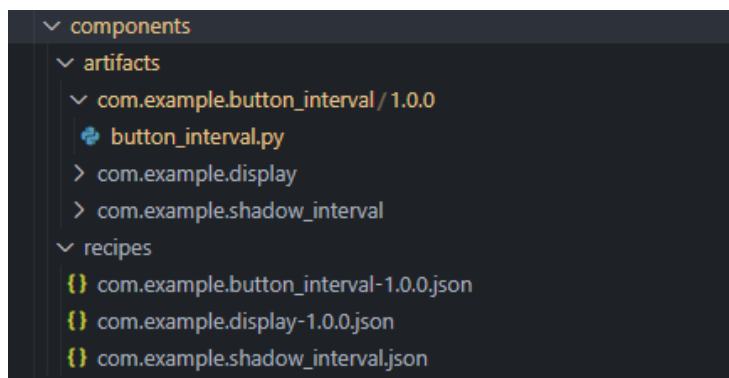 components
artifacts
com.example.button_interval / 1.0.0
button_interval.py
com.example.display
com.example.shadow_interval
recipes
{} com.example.button_interval-1.0.0.json
{} com.example.display-1.0.0.json
{} com.example.shadow_interval.json